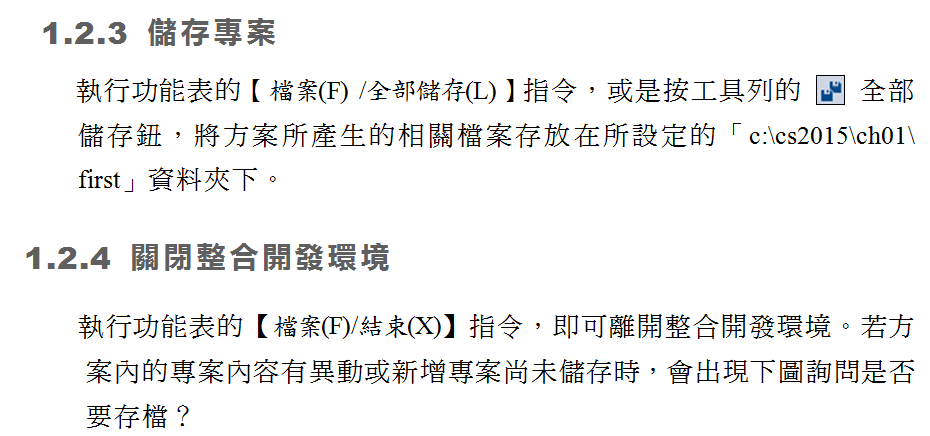 1.2.3 儲存專案
執行功能表的【檔案(F) /全部儲存(L)】指令，或是按工具列的 全部
儲存鈕，將方案所產生的相關檔案存放在所設定的「c:\cs2015\ch01\
first」資料夾下。
1.2.4 關閉整合開發環境
執行功能表的【檔案(F)/結束(X)】指令，即可離開整合開發環境。若方
案內的專案內容有異動或新增專案尚未儲存時，會出現下圖詢問是否
要存檔？